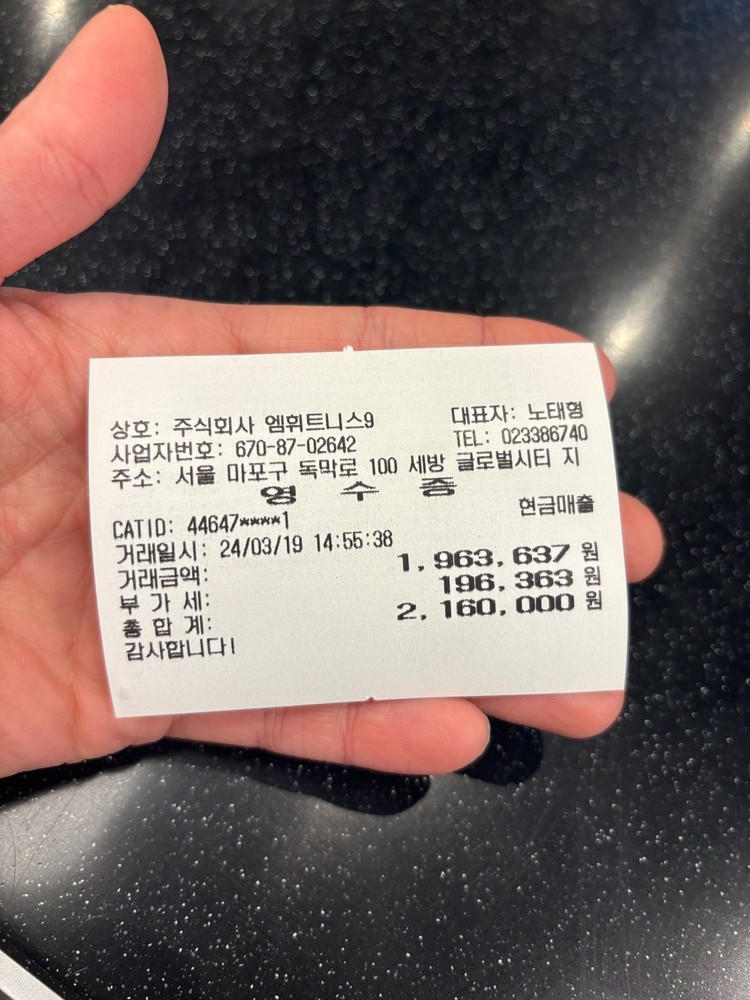 상호: 주식회사 엠휘트니스9 대표자: 노태형
사업자번호: 670-87-02642 TEL: 023386740
주소: 서울 마포구 독막로 100 세방 글로벌시티 지
영 수 증
CATID: 44647****1 현금매출
거래일시: 24/03/19 14:55:38
거래금액: 1,963,637 원
부 가 세: 196,363 원
총 합 계: 2,160,000 원
감사합니다!